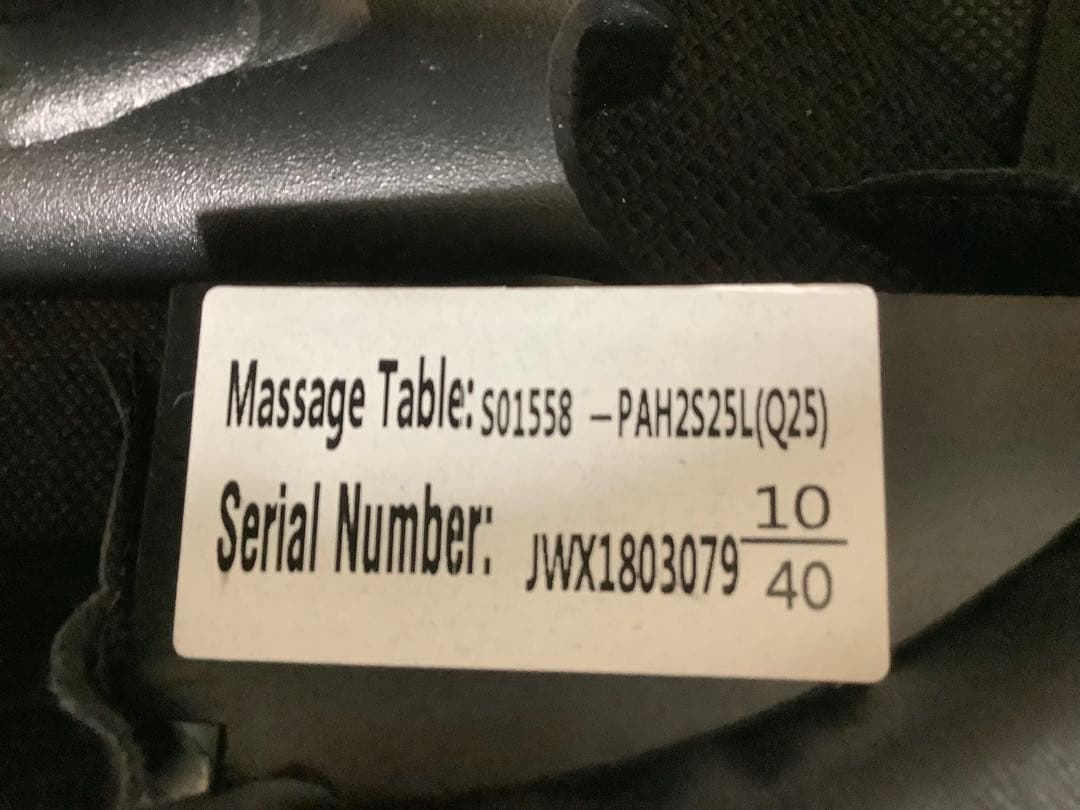 Massage Table: S01558 -PAH2S25L(Q25)
Serial Number: JWX1803079 10/40